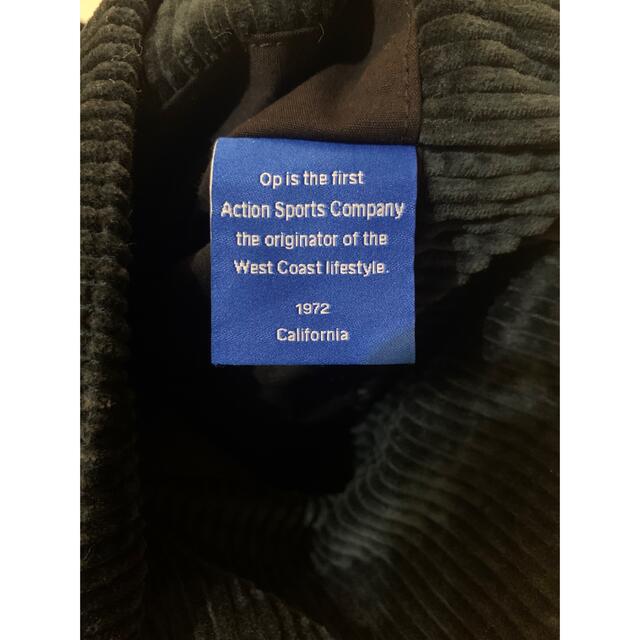 Op is the first
Action Sports Company
the originator of the
West Coast lifestyle.
1972
California